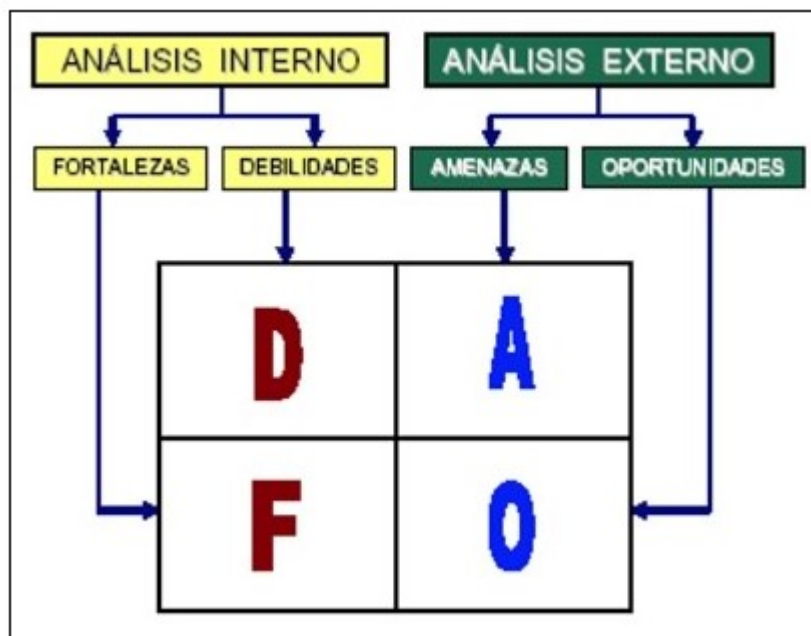 ANÁLISIS INTERNO
ANÁLISIS EXTERNO
FORTALEZAS
DEBILIDADES
AMENAZAS
OPORTUNIDADES
D
A
F
O